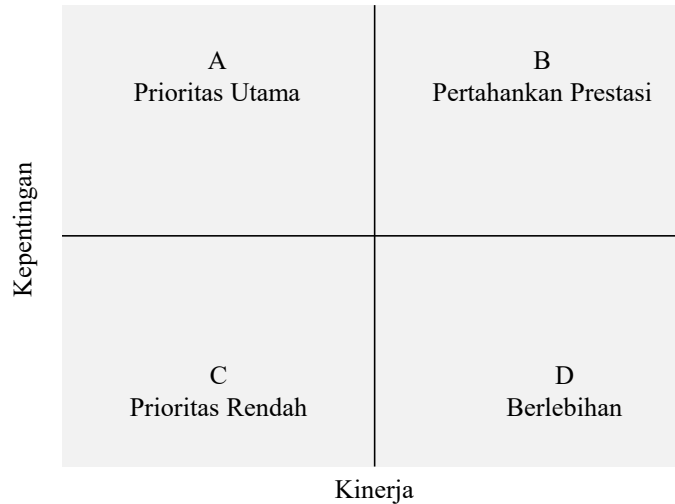 A
Prioritas Utama
B
Pertahankan Prestasi
Kepentingan
C
Prioritas Rendah
D
Berlebihan
Kinerja